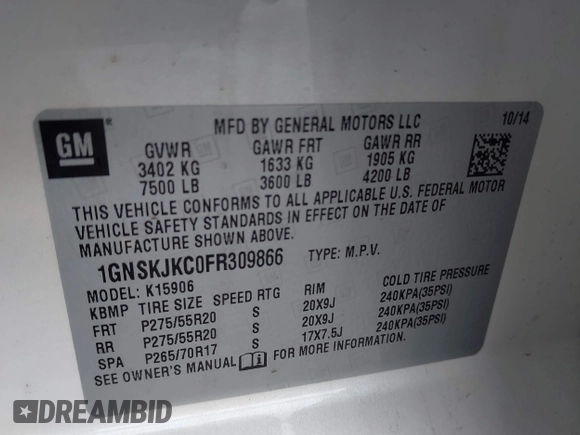 GM
MFD BY GENERAL MOTORS LLC 10/14
GVWR GAWR FRT GAWR RR
3402 KG 1633 KG 1905 KG
7500 LB 3600 LB 4200 LB
THIS VEHICLE CONFORMS TO ALL APPLICABLE U.S. FEDERAL MOTOR
VEHICLE SAFETY STANDARDS IN EFFECT ON THE DATE OF
MANUFACTURE SHOWN ABOVE.
1GNSKJKC0FR309866 TYPE: M.P.V.
MODEL: K15906
KBMP TIRE SIZE SPEED RTG RIM COLD TIRE PRESSURE
FRT P275/55R20 S 20X9J 240KPA(35PSI)
RR P275/55R20 S 20X9J 240KPA(35PSI)
SPA P265/70R17 S 17X7.5J 240KPA(35PSI)
SEE OWNER'S MANUAL FOR MORE INFORMATION.
DREAMBID